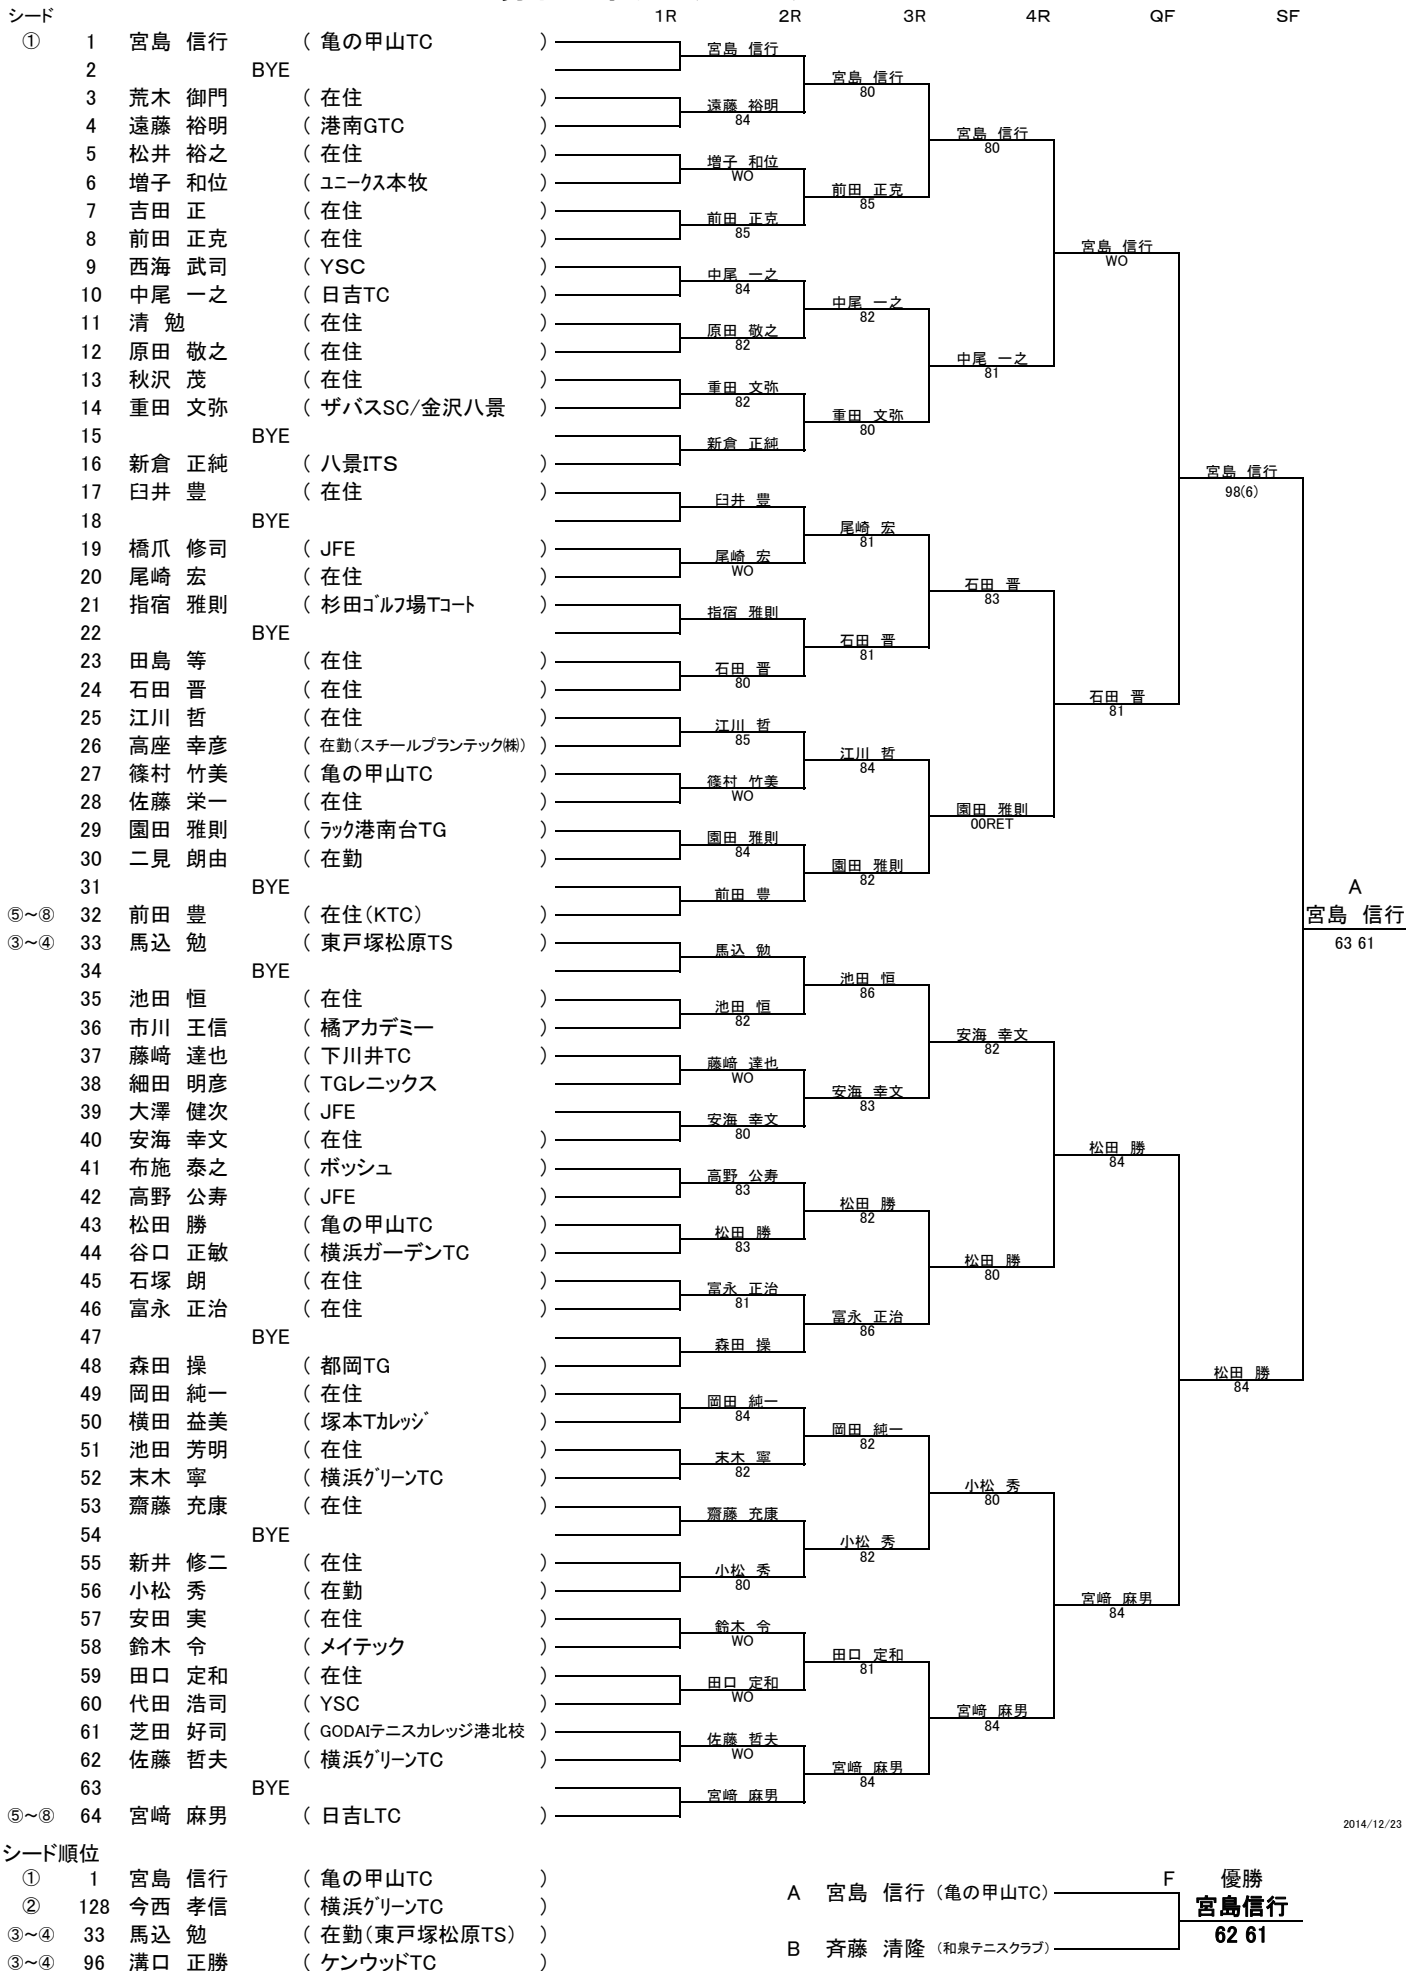 シード 1R 2R 3R 4R QF SF
① 1 宮島 信行 ( 亀の甲山TC )
宮島 信行
2 BYE
宮島 信行
80
3 荒木 御門 ( 在住 )
遠藤 裕明
84
4 遠藤 裕明 ( 港南GTC )
宮島 信行
80
5 松井 裕之 ( 在住 )
増子 和位
WO
6 増子 和位 ( ユニークス本牧 )
前田 正克
85
7 吉田 正 ( 在住 )
前田 正克
85
8 前田 正克 ( 在住 )
宮島 信行
WO
9 西海 武司 ( YSC )
中尾 一之
84
10 中尾 一之 ( 日吉TC )
中尾 一之
82
11 清 勉 ( 在住 )
原田 敬之
82
12 原田 敬之 ( 在住 )
中尾 一之
81
13 秋沢 茂 ( 在住 )
重田 文弥
82
14 重田 文弥 ( ザバスSC/金沢八景 )
重田 文弥
80
15 BYE
新倉 正純
16 新倉 正純 ( 八景ITS )
宮島 信行
98(6)
17 臼井 豊 ( 在住 )
臼井 豊
18 BYE
尾崎 宏
81
19 橋爪 修司 ( JFE )
尾崎 宏
WO
20 尾崎 宏 ( 在住 )
石田 晋
83
21 指宿 雅則 ( 杉田ゴルフ場Tコート )
指宿 雅則
22 BYE
石田 晋
81
23 田島 等 ( 在住 )
石田 晋
80
24 石田 晋 ( 在住 )
石田 晋
81
25 江川 哲 ( 在住 )
江川 哲
85
26 高座 幸彦 ( 在勤(スチールプランテック㈱) )
江川 哲
84
27 篠村 竹美 ( 亀の甲山TC )
篠村 竹美
WO
28 佐藤 栄一 ( 在住 )
園田 雅則
00RET
29 園田 雅則 ( ラック港南台TG )
園田 雅則
84
30 二見 朗由 ( 在勤 )
園田 雅則
82
31 BYE
前田 豊
A
⑤~⑧ 32 前田 豊 ( 在住(KTC) )
宮島 信行
63 61
③~④ 33 馬込 勉 ( 東戸塚松原TS )
馬込 勉
34 BYE
池田 恒
86
35 池田 恒 ( 在住 )
池田 恒
82
36 市川 王信 ( 橘アカデミー )
安海 幸文
82
37 藤﨑 達也 ( 下川井TC )
藤﨑 達也
WO
38 細田 明彦 ( TGレニックス
安海 幸文
83
39 大澤 健次 ( JFE
安海 幸文
80
40 安海 幸文 ( 在住 )
松田 勝
84
41 布施 泰之 ( ボッシュ )
高野 公寿
83
42 高野 公寿 ( JFE )
松田 勝
82
43 松田 勝 ( 亀の甲山TC )
松田 勝
83
44 谷口 正敏 ( 横浜ガーデンTC )
松田 勝
80
45 石塚 朗 ( 在住 )
富永 正治
81
46 富永 正治 ( 在住 )
富永 正治
86
47 BYE
森田 操
48 森田 操 ( 都岡TG )
松田 勝
84
49 岡田 純一 ( 在住 )
岡田 純一
84
50 横田 益美 ( 塚本Tカレッジ )
岡田 純一
82
51 池田 芳明 ( 在住 )
末木 寧
82
52 末木 寧 ( 横浜グリーンTC )
小松 秀
80
53 齋藤 充康 ( 在住 )
齋藤 充康
54 BYE
小松 秀
82
55 新井 修二 ( 在住 )
小松 秀
80
56 小松 秀 ( 在勤 )
宮﨑 麻男
84
57 安田 実 ( 在住 )
鈴木 令
WO
58 鈴木 令 ( メイテック )
田口 定和
81
59 田口 定和 ( 在住 )
田口 定和
WO
60 代田 浩司 ( YSC )
宮﨑 麻男
84
61 芝田 好司 ( GODAIテニスカレッジ港北校 )
佐藤 哲夫
WO
62 佐藤 哲夫 ( 横浜グリーンTC )
宮﨑 麻男
84
63 BYE
宮﨑 麻男
⑤~⑧ 64 宮﨑 麻男 ( 日吉LTC )
2014/12/23
シード順位
① 1 宮島 信行 ( 亀の甲山TC )
② 128 今西 孝信 ( 横浜グリーンTC )
③~④ 33 馬込 勉 ( 在勤(東戸塚松原TS) )
③~④ 96 溝口 正勝 ( ケンウッドTC )
F 優勝
A 宮島 信行 (亀の甲山TC)
宮島信行
62 61
B 斉藤 清隆 (和泉テニスクラブ)